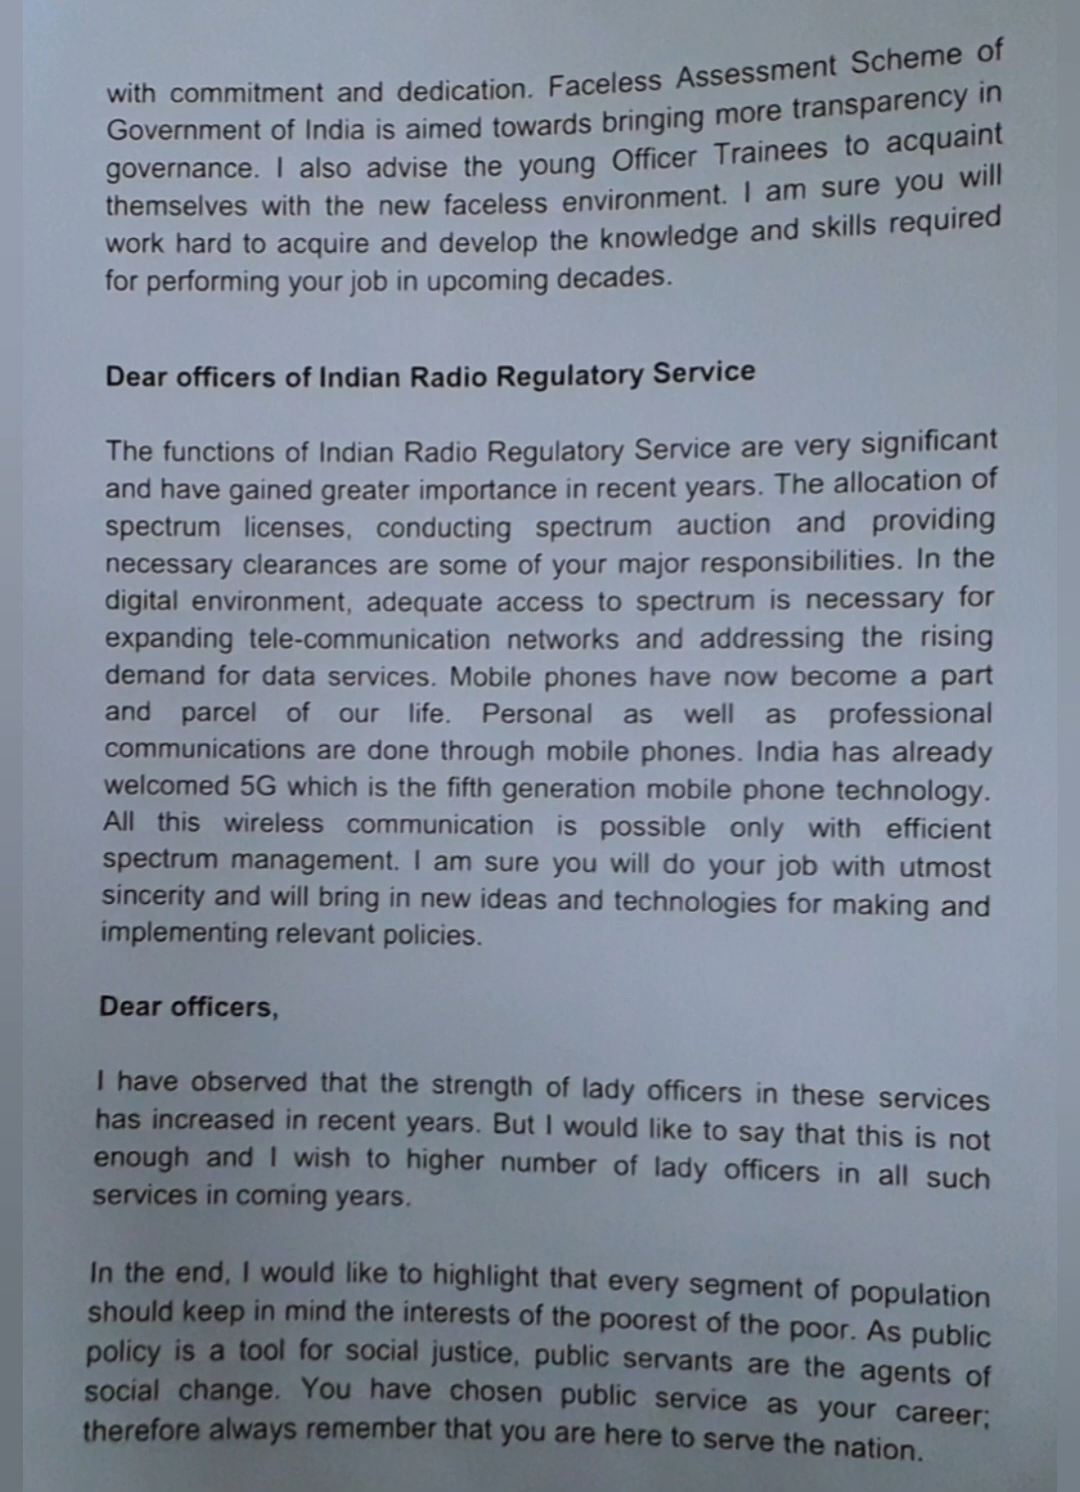 with commitment and dedication. Faceless Assessment Scheme of
Government of India is aimed towards bringing more transparency in
governance. I also advise the young Officer Trainees to acquaint
themselves with the new faceless environment. I am sure you will
work hard to acquire and develop the knowledge and skills required
for performing your job in upcoming decades.
Dear officers of Indian Radio Regulatory Service
The functions of Indian Radio Regulatory Service are very significant
and have gained greater importance in recent years. The allocation of
spectrum licenses, conducting spectrum auction and providing
necessary clearances are some of your major responsibilities. In the
digital environment, adequate access to spectrum is necessary for
expanding tele-communication networks and addressing the rising
demand for data services. Mobile phones have now become a part
and parcel of our life. Personal as well as professional
communications are done through mobile phones. India has already
welcomed 5G which is the fifth generation mobile phone technology.
All this wireless communication is possible only with efficient
spectrum management. I am sure you will do your job with utmost
sincerity and will bring in new ideas and technologies for making and
implementing relevant policies.
Dear officers,
I have observed that the strength of lady officers in these services
has increased in recent years. But I would like to say that this is not
enough and I wish to higher number of lady officers in all such
services in coming years.
In the end, I would like to highlight that every segment of population
should keep in mind the interests of the poorest of the poor. As public
policy is a tool for social justice, public servants are the agents of
social change. You have chosen public service as your career;
therefore always remember that you are here to serve the nation.